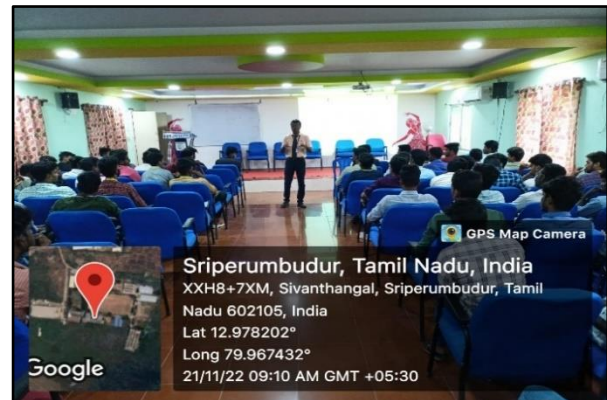 GPS Map Camera
Sriperumbudur, Tamil Nadu, India
XXH8+7XM, Sivanthangal, Sriperumbudur, Tamil
Nadu 602105, India
Lat 12.978202°
Long 79.967432°
21/11/22 09:10 AM GMT +05:30
Google